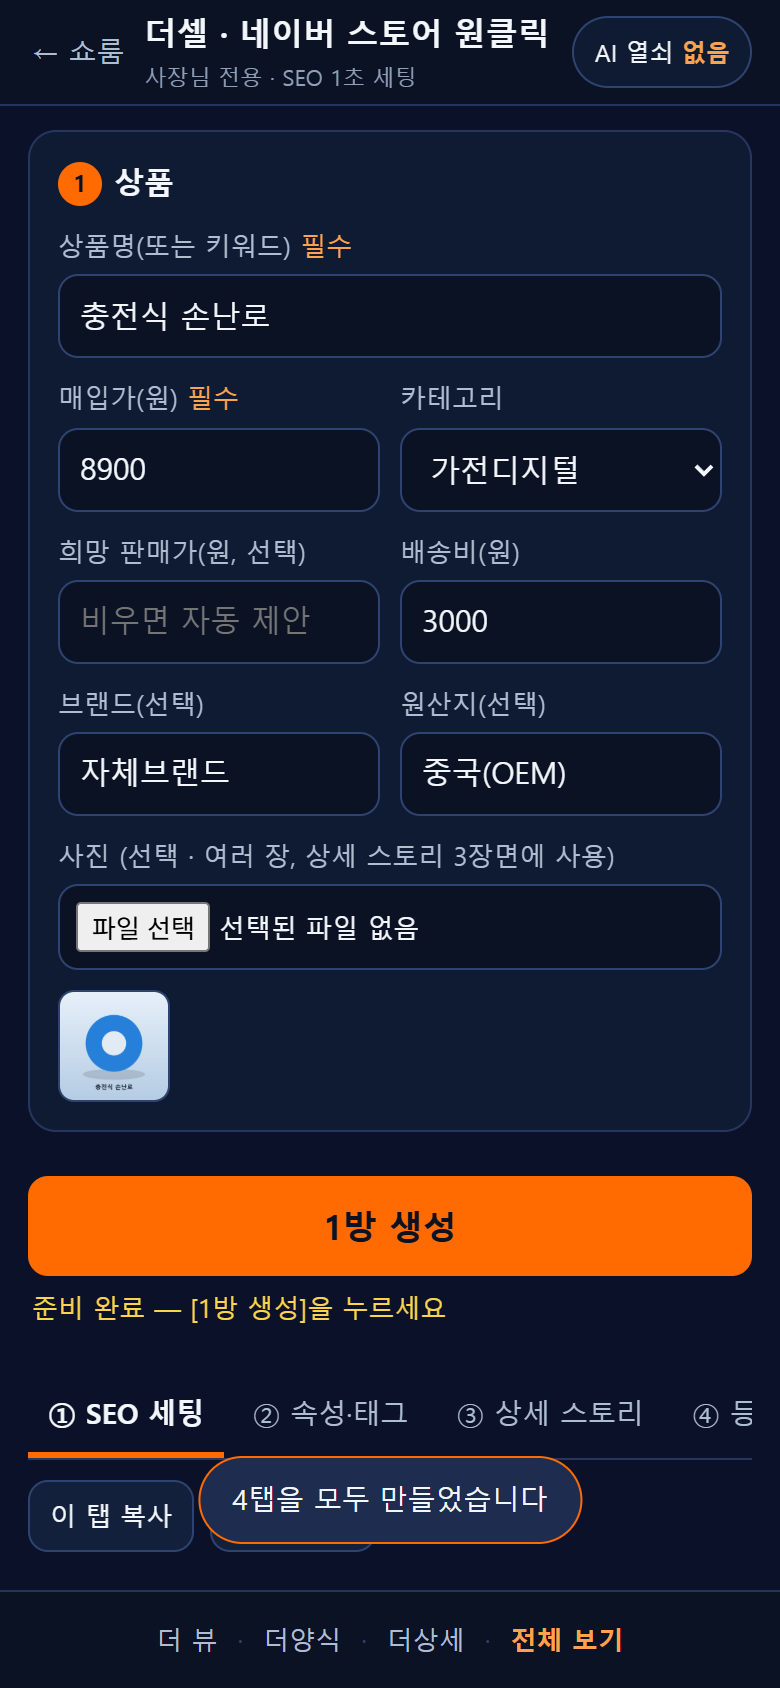 ← 쇼룸
더셀 · 네이버 스토어 원클릭
사장님 전용 · SEO 1초 세팅
AI 열쇠 없음
1 상품
상품명(또는 키워드) 필수
충전식 손난로
매입가(원) 필수
카테고리
8900
가전디지털
희망 판매가(원, 선택)
배송비(원)
비우면 자동 제안
3000
브랜드(선택)
원산지(선택)
자체브랜드
중국(OEM)
사진 (선택 · 여러 장, 상세 스토리 3장면에 사용)
파일 선택 선택된 파일 없음
충전식 손난로
1방 생성
준비 완료 — [1방 생성]을 누르세요
① SEO 세팅
② 속성·태그
③ 상세 스토리
④ 등
이 탭 복사
4탭을 모두 만들었습니다
더 뷰 · 더양식 · 더상세 · 전체 보기